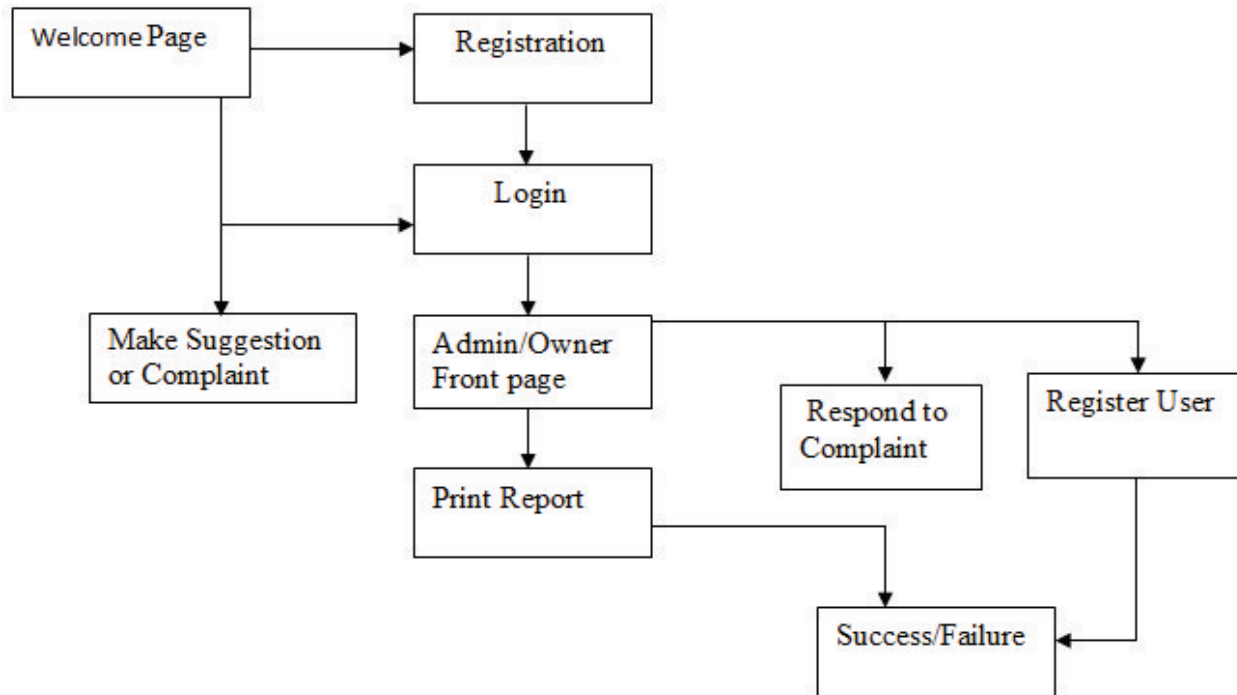 Welcome Page
Registration
Login
Make Suggestion
or Complaint
Admin/Owner
Front page
Respond to
Complaint
Register User
Print Report
Success/Failure